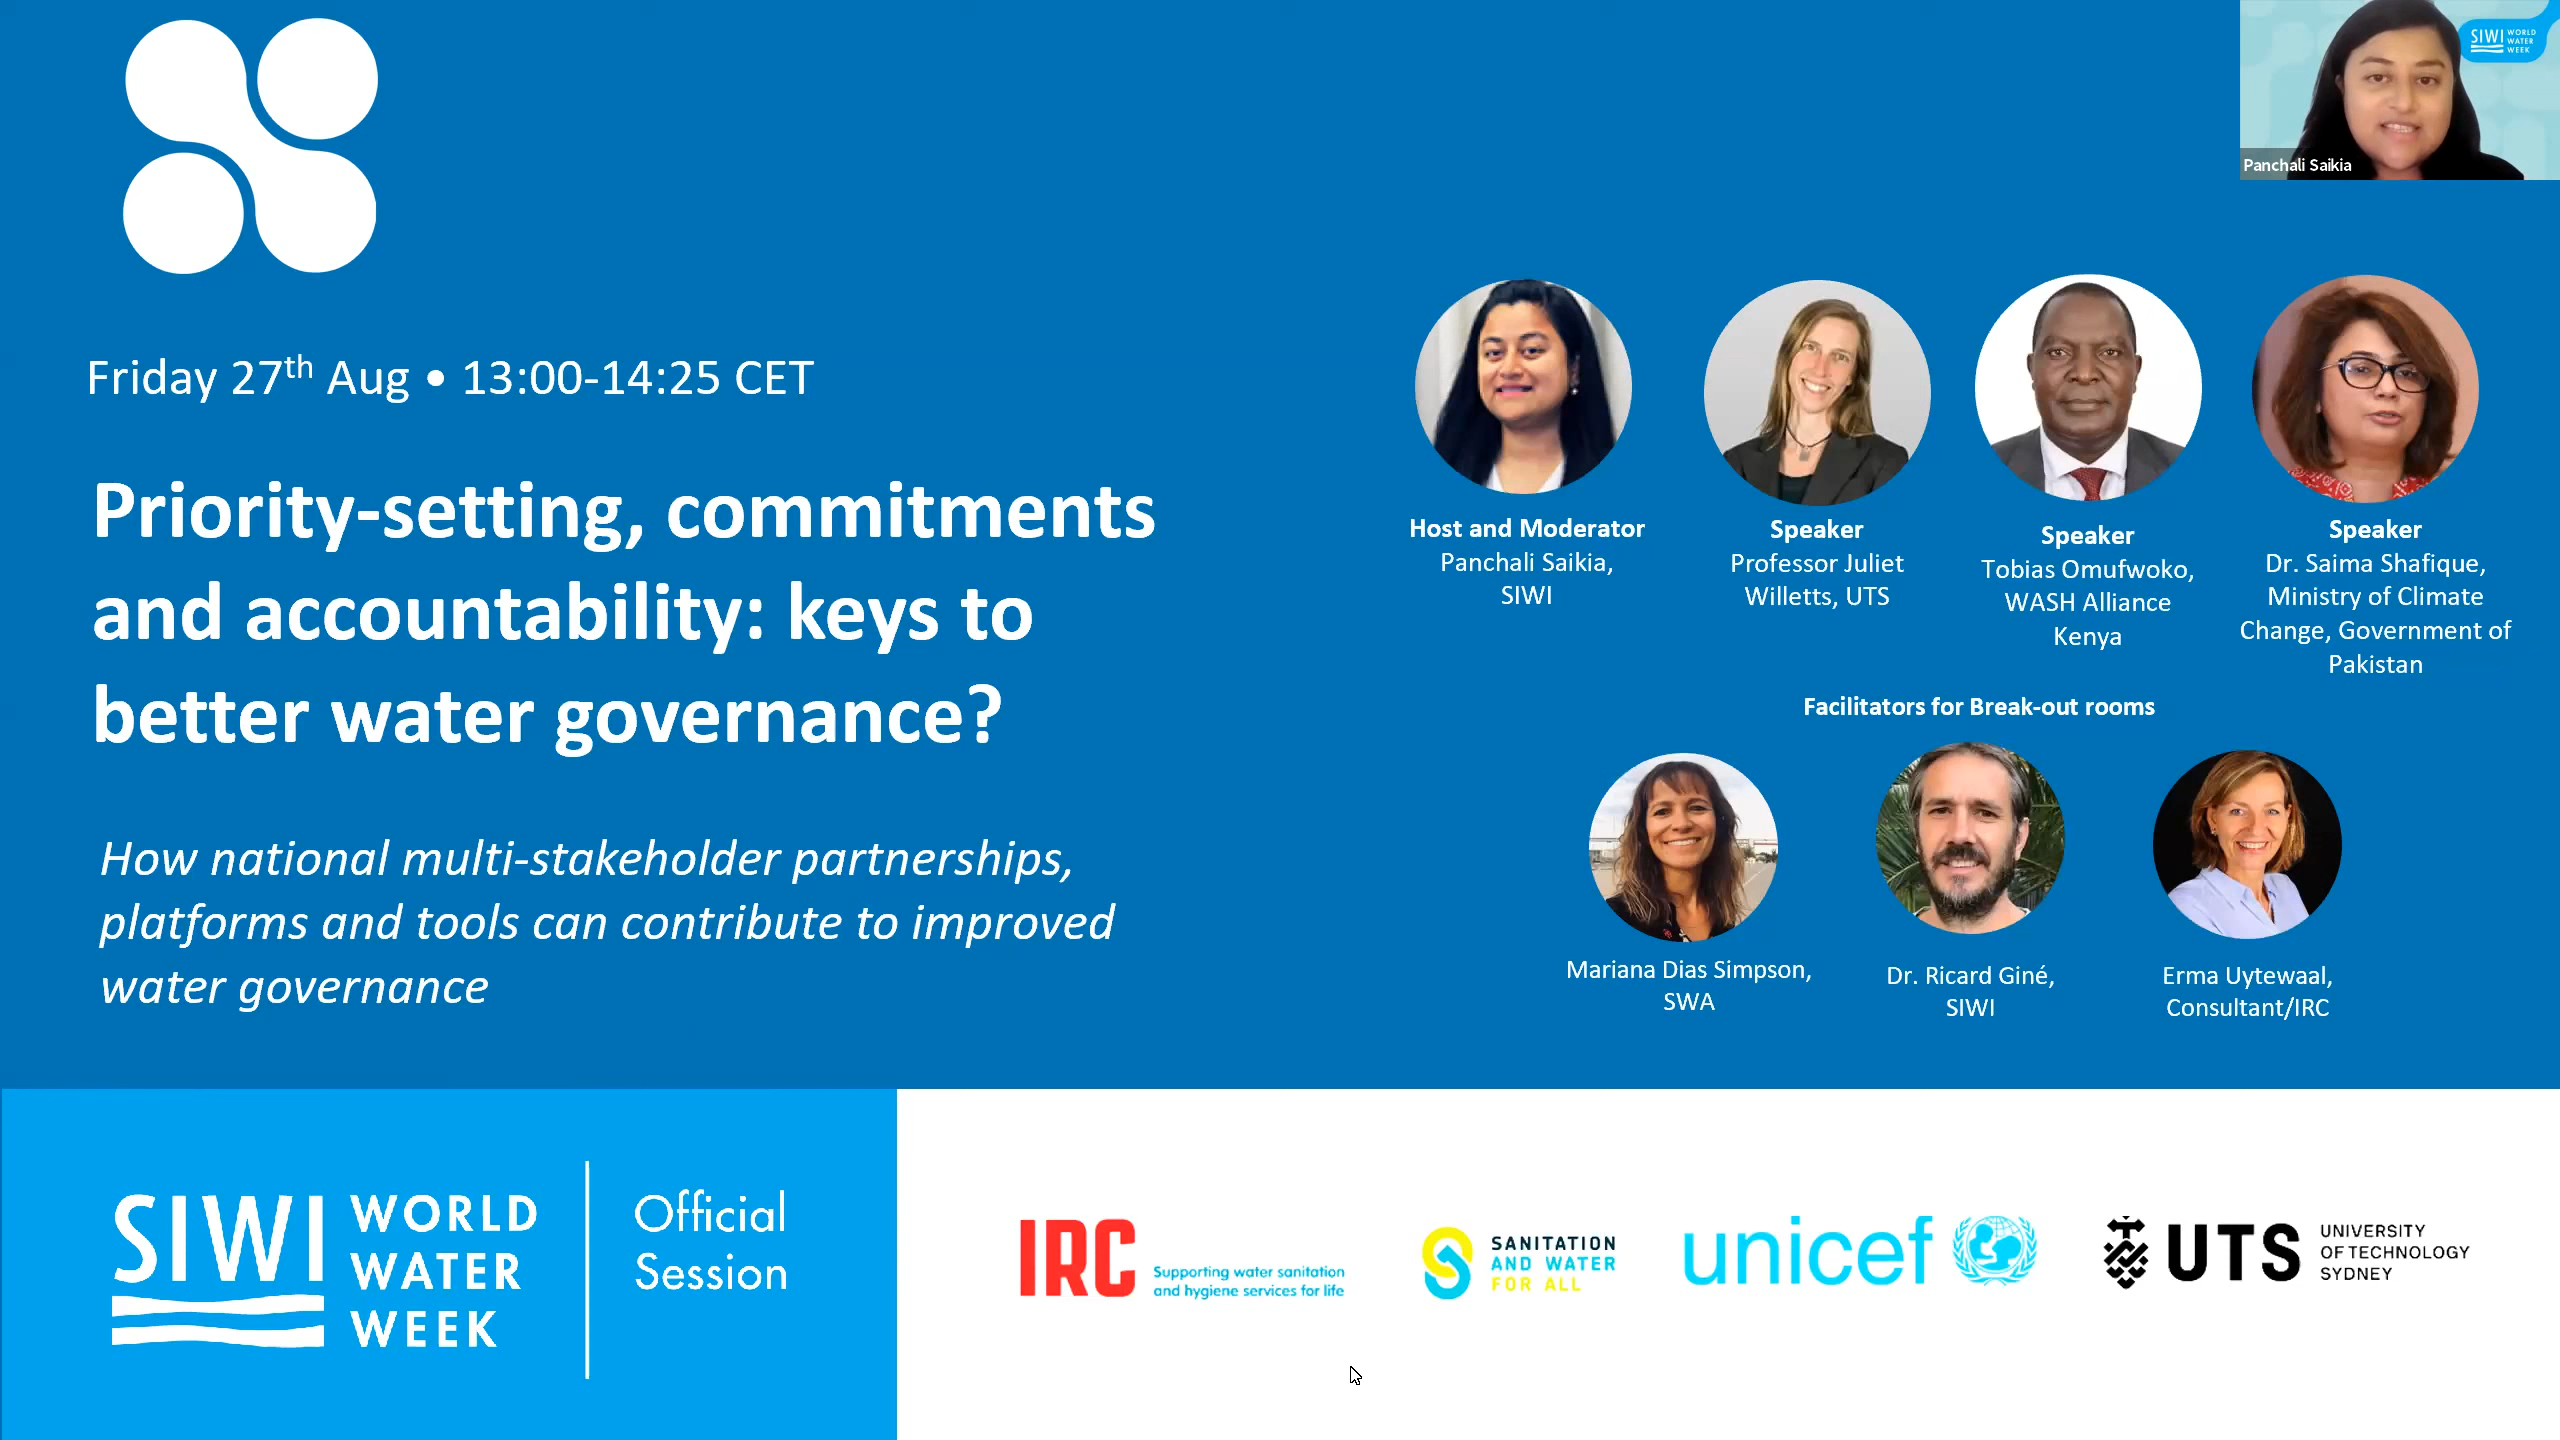 SIWI WORLD
WATER
WEEK
Panchali Saikia
Friday 27th Aug • 13:00-14:25 CET
Priority-setting, commitments
and accountability: keys to
better water governance?
How national multi-stakeholder partnerships,
platforms and tools can contribute to improved
water governance
Host and Moderator
Panchali Saikia,
SIWI
Speaker
Professor Juliet
Willetts, UTS
Speaker
Tobias Omufwoko,
WASH Alliance
Kenya
Speaker
Dr. Saima Shafique,
Ministry of Climate
Change, Government of
Pakistan
Facilitators for Break-out rooms
Mariana Dias Simpson,
SWA
Dr. Ricard Giné,
SIWI
Erma Uytewaal,
Consultant/IRC
SIWI
WORLD
WATER
WEEK
Official
Session
IRC
Supporting water sanitation
and hygiene services for life
SANITATION
AND WATER
FOR ALL
unicef
UTS
UNIVERSITY
OF TECHNOLOGY
SYDNEY